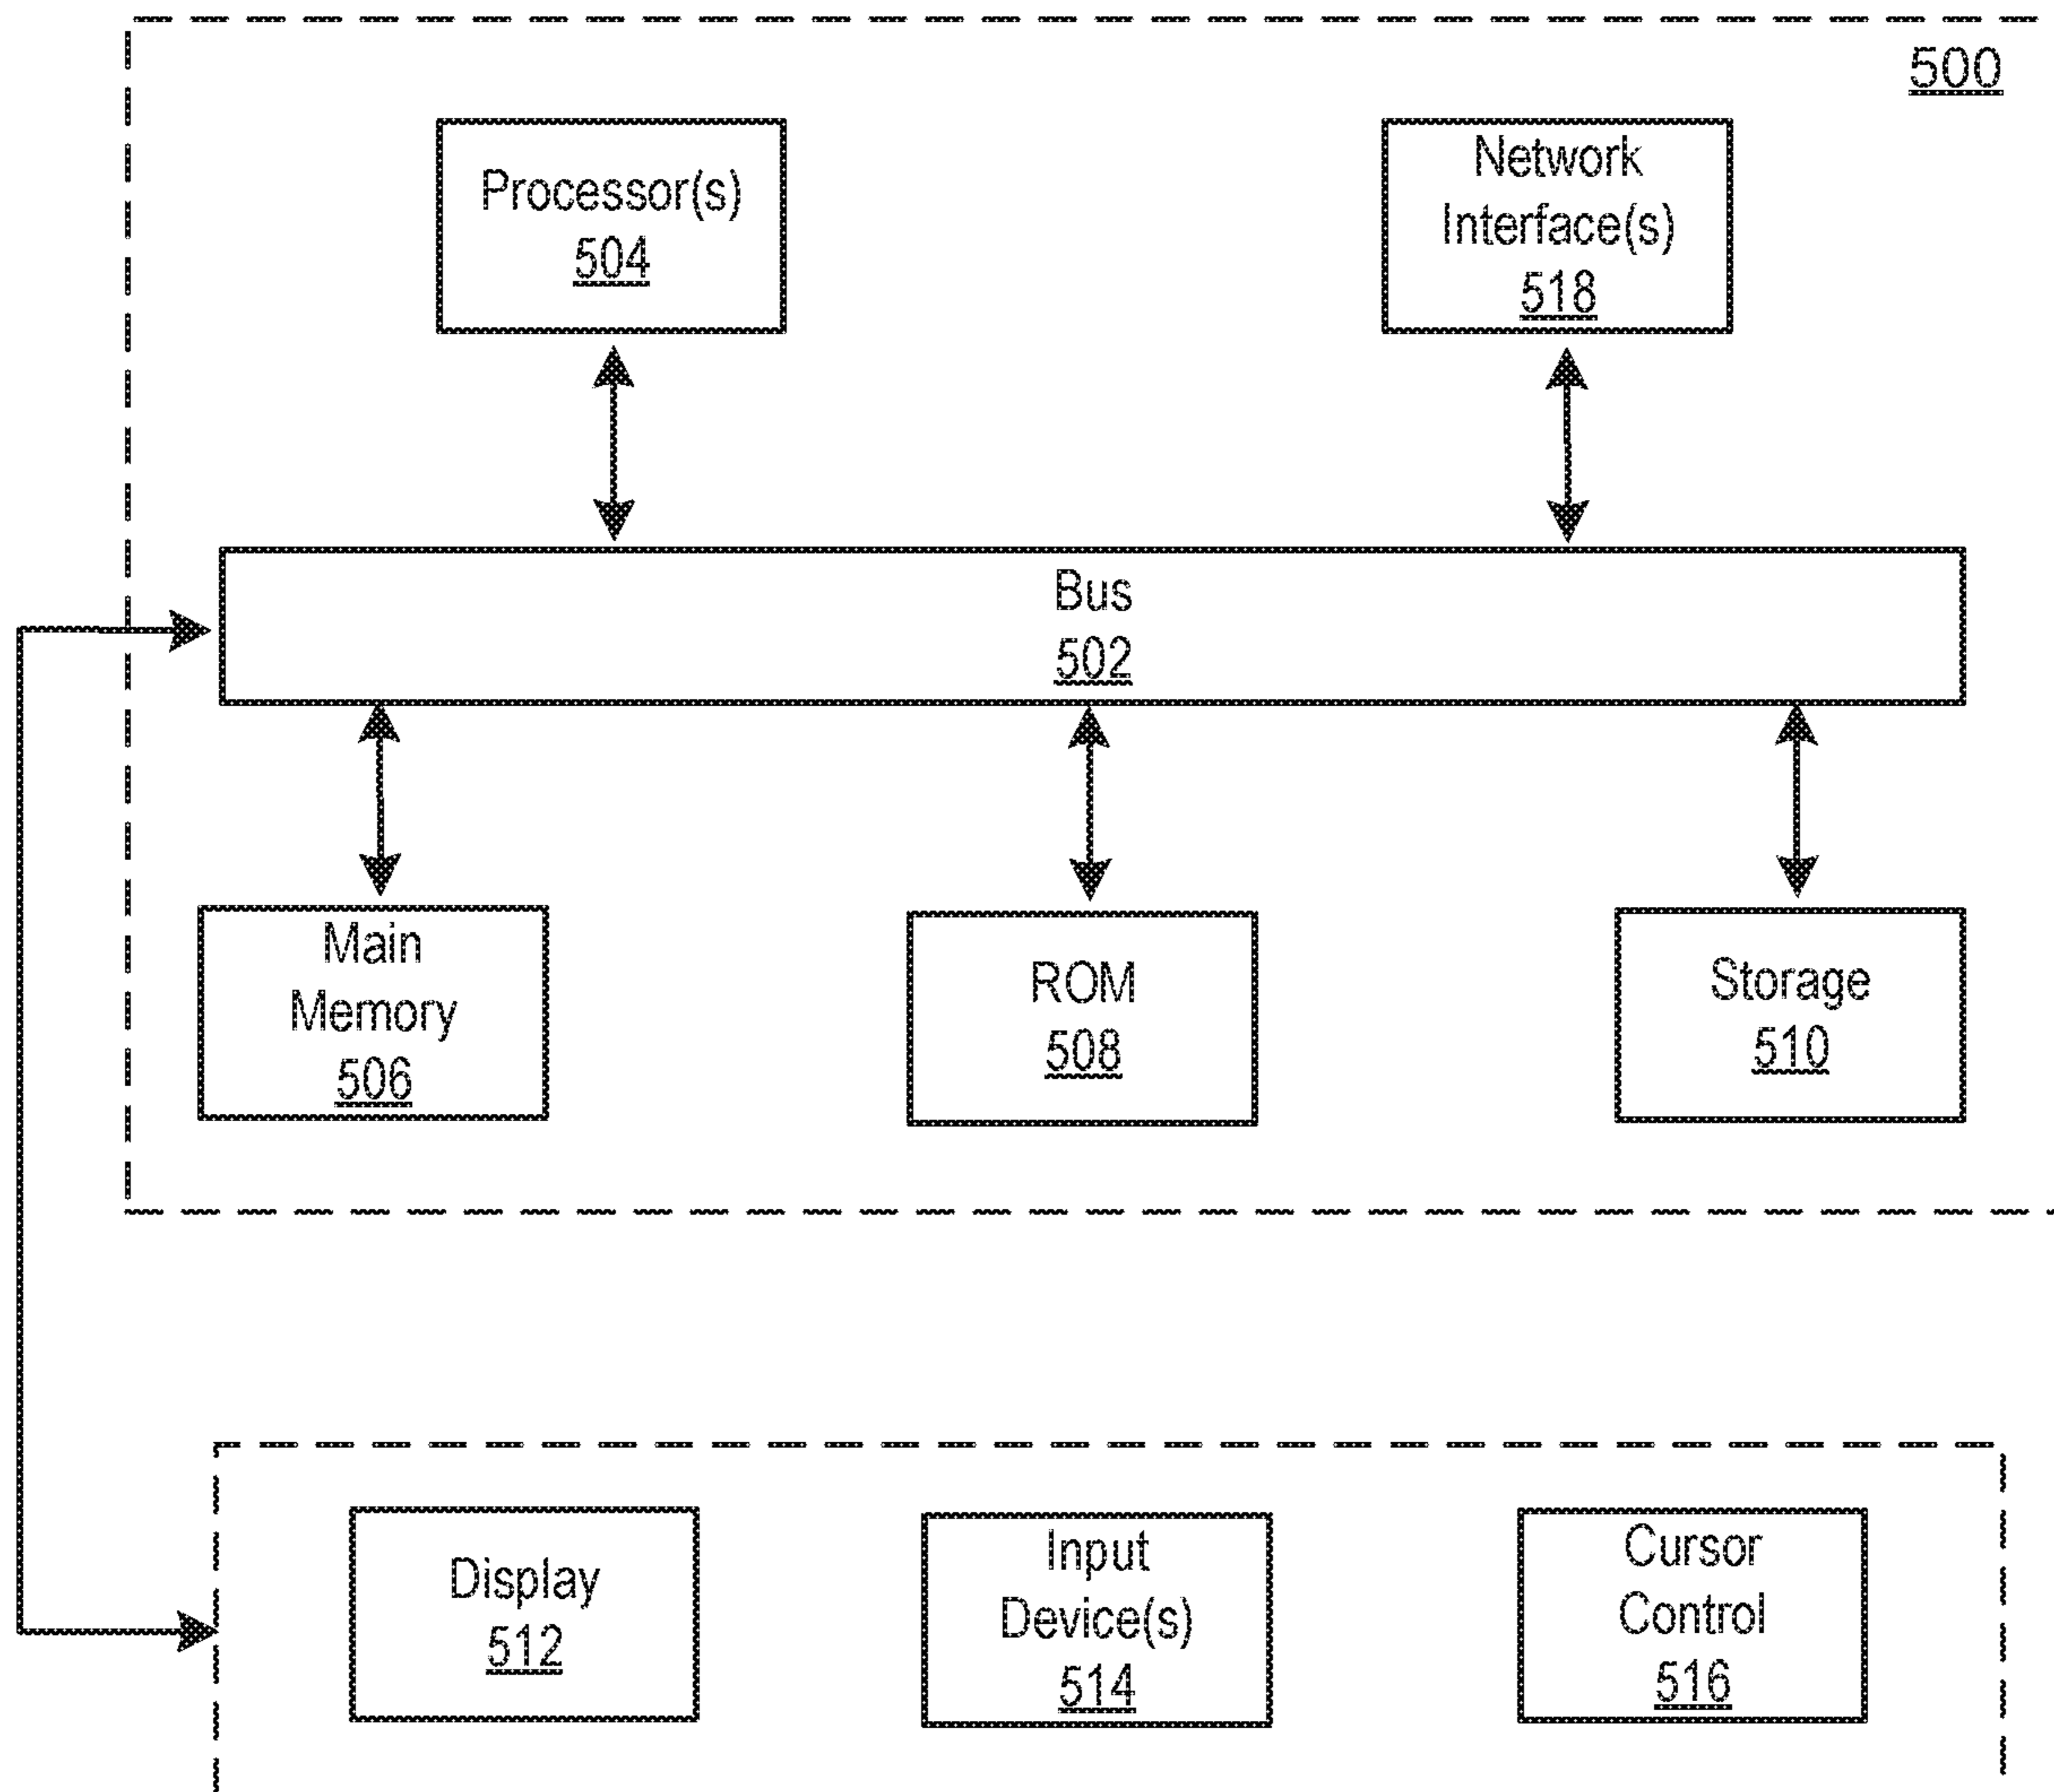 500
Processor(s)
504
Network
Interface(s)
518
Bus
502
Main
Memory
506
ROM
508
Storage
510
Display
512
Input
Device(s)
514
Cursor
Control
516